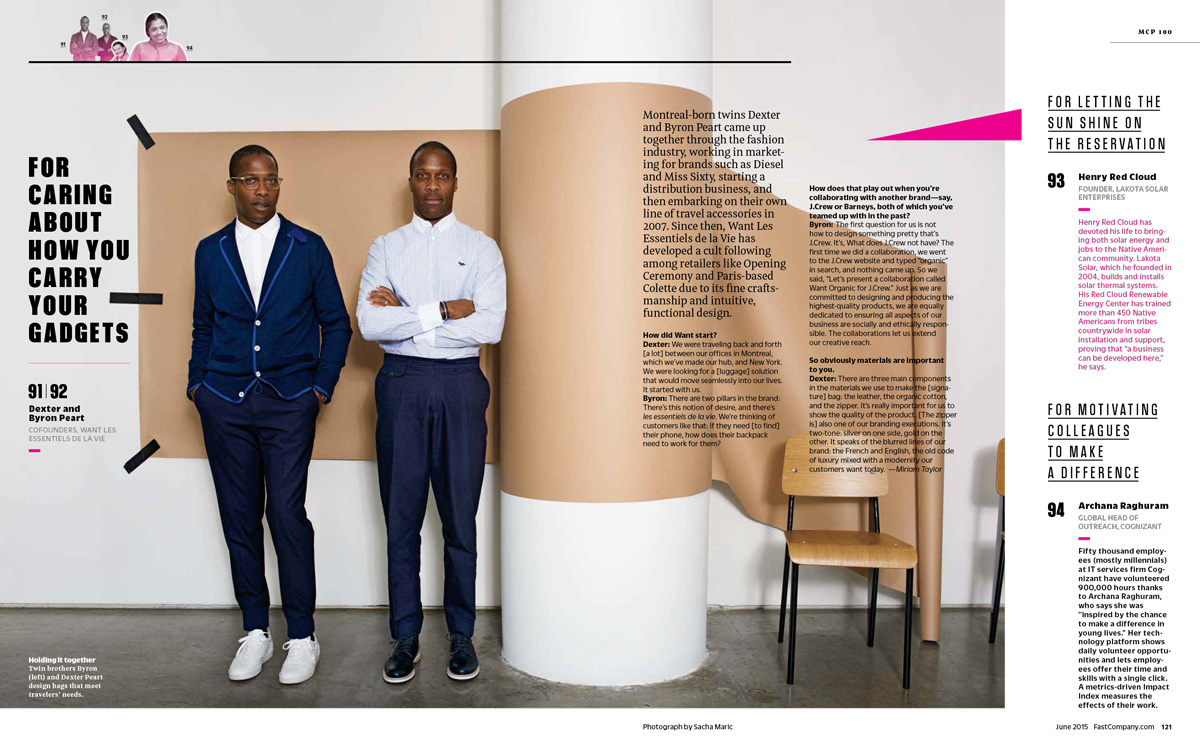 92
91
93
94
MCP 100
FOR
CARING
ABOUT
HOW YOU
CARRY
YOUR
GADGETS
91|92
Dexter and
Byron Peart
COFOUNDERS, WANT LES
ESSENTIELS DE LA VIE
Holding it together
Twin brothers Byron
(left) and Dexter Peart
design bags that meet
travelers' needs.
Montreal-born twins Dexter
and Byron Peart came up
together through the fashion
industry, working in market-
ing for brands such as Diesel
and Miss Sixty, starting a
distribution business, and
then embarking on their own
line of travel accessories in
2007. Since then, Want Les
Essentiels de la Vie has
developed a cult following
among retailers like Opening
Ceremony and Paris-based
Colette due to its fine crafts-
manship and intuitive,
functional design.
How did Want start?
Dexter: We were traveling back and forth
[a lot] between our offices in Montreal,
which we've made our hub, and New York.
We were looking for a [luggage] solution
that would move seamlessly into our lives.
It started with us.
Byron: There are two pillars in the brand:
There's this notion of desire, and there's
les essentiels de la vie. We're thinking of
customers like that: If they need [to find]
their phone, how does their backpack
need to work for them?
How does that play out when you're
collaborating with another brand—say,
J.Crew or Barneys, both of which you've
teamed up with in the past?
Byron: The first question for us is not
how to design something pretty that's
J.Crew. It's, What does J.Crew not have? The
first time we did a collaboration, we went
to the J.Crew website and typed "organic"
in search, and nothing came up. So we
said, "Let's present a collaboration called
Want Organic for J.Crew." Just as we are
committed to designing and producing the
highest-quality products, we are equally
dedicated to ensuring all aspects of our
business are socially and ethically respon-
sible. The collaborations let us extend
our creative reach.
So obviously materials are important
to you.
Dexter: There are three main components
in the materials we use to make the [signa-
ture] bag: the leather, the organic cotton,
and the zipper. It's really important for us to
show the quality of the product. [The zipper
is] also one of our branding executions. It's
two-tone: silver on one side, gold on the
other. It speaks of the blurred lines of our
brand: the French and English, the old code
of luxury mixed with a modernity our
customers want today. —Miriam Taylor
FOR LETTING THE
SUN SHINE ON
THE RESERVATION
93
Henry Red Cloud
FOUNDER, LAKOTA SOLAR
ENTERPRISES
Henry Red Cloud has
devoted his life to bring-
ing both solar energy and
jobs to the Native Ameri-
can community. Lakota
Solar, which he founded in
2004, builds and installs
solar thermal systems.
His Red Cloud Renewable
Energy Center has trained
more than 450 Native
Americans from tribes
countrywide in solar
installation and support,
proving that "a business
can be developed here,"
he says.
FOR MOTIVATING
COLLEAGUES
TO MAKE
A DIFFERENCE
94
Archana Raghuram
GLOBAL HEAD OF
OUTREACH, COGNIZANT
Fifty thousand employ-
ees (mostly millennials)
at IT services firm Cog-
nizant have volunteered
900,000 hours thanks
to Archana Raghuram,
who says she was
"inspired by the chance
to make a difference in
young lives." Her tech-
nology platform shows
daily volunteer opportu-
nities and lets employ-
ees offer their time and
skills with a single click.
A metrics-driven Impact
Index measures the
effects of their work.
Photograph by Sacha Maric
June 2015 FastCompany.com 121